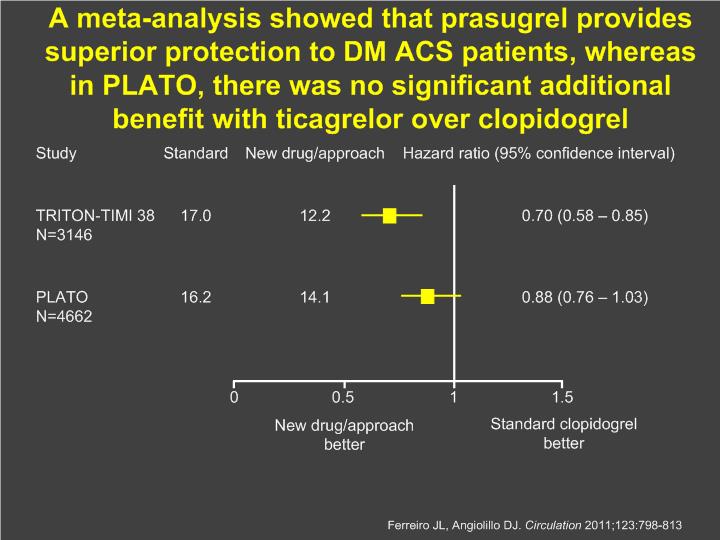 A meta-analysis showed that prasugrel provides
superior protection to DM ACS patients, whereas
in PLATO, there was no significant additional
benefit with ticagrelor over clopidogrel
Study Standard New drug/approach Hazard ratio (95% confidence interval)
TRITON-TIMI 38 17.0 12.2 0.70 (0.58 – 0.85)
N=3146
PLATO 16.2 14.1 0.88 (0.76 – 1.03)
N=4662
0 0.5 1 1.5
New drug/approach
better
Standard clopidogrel
better
Ferreiro JL, Angiolillo DJ. Circulation 2011;123:798-813